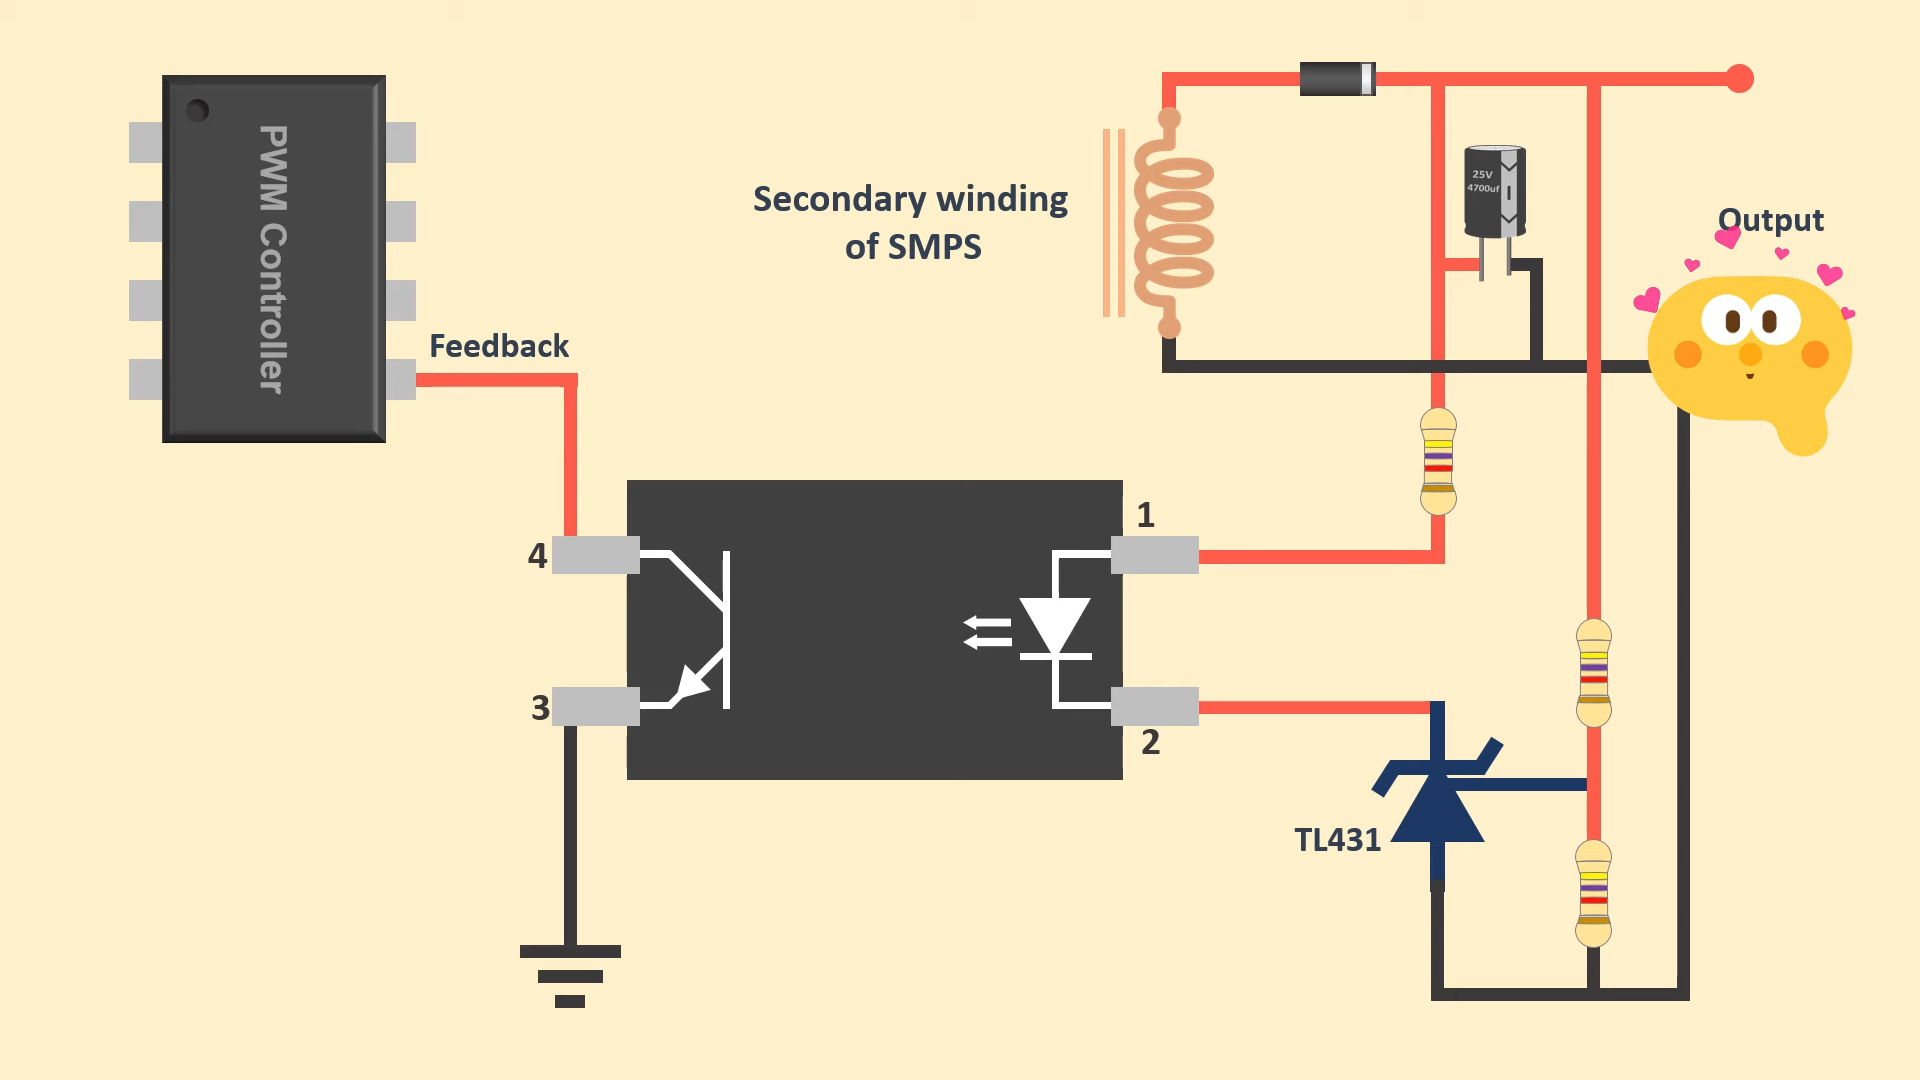 PWM Controller
Feedback
Secondary winding
of SMPS
25V
4700uf
Output
4
3
1
2
TL431